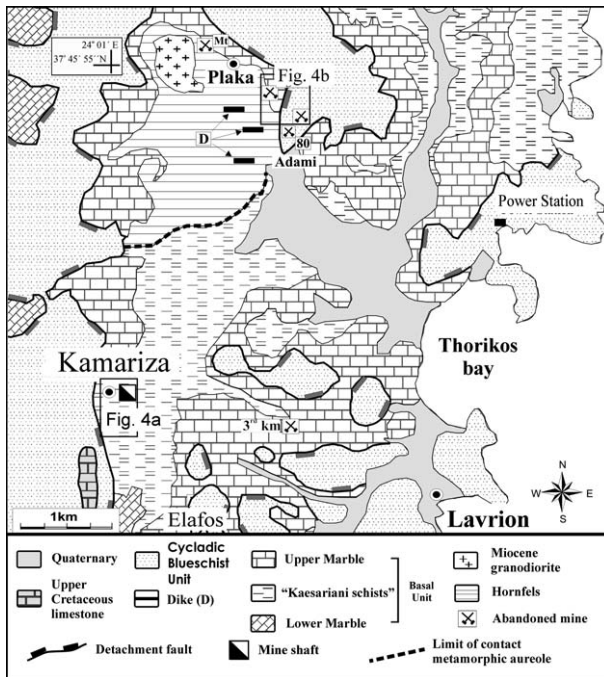 24° 01´ E
37° 45´ 55´´N
Mt
Plaka
Fig. 4b
D
80
Adami
Power Station
Kamariza
Fig. 4a
Thorikos
bay
3rd km
N
W
E
S
1km
Elafos
Lavrion
Quaternary
Cycladic
Blueschist
Unit
Upper Marble
Miocene
granodiorite
Upper
Cretaceous
limestone
Dike (D)
"Kaesariani schists"
Basal
Unit
Hornfels
Lower Marble
Abandoned mine
Detachment fault
Mine shaft
Limit of contact
metamorphic aureole